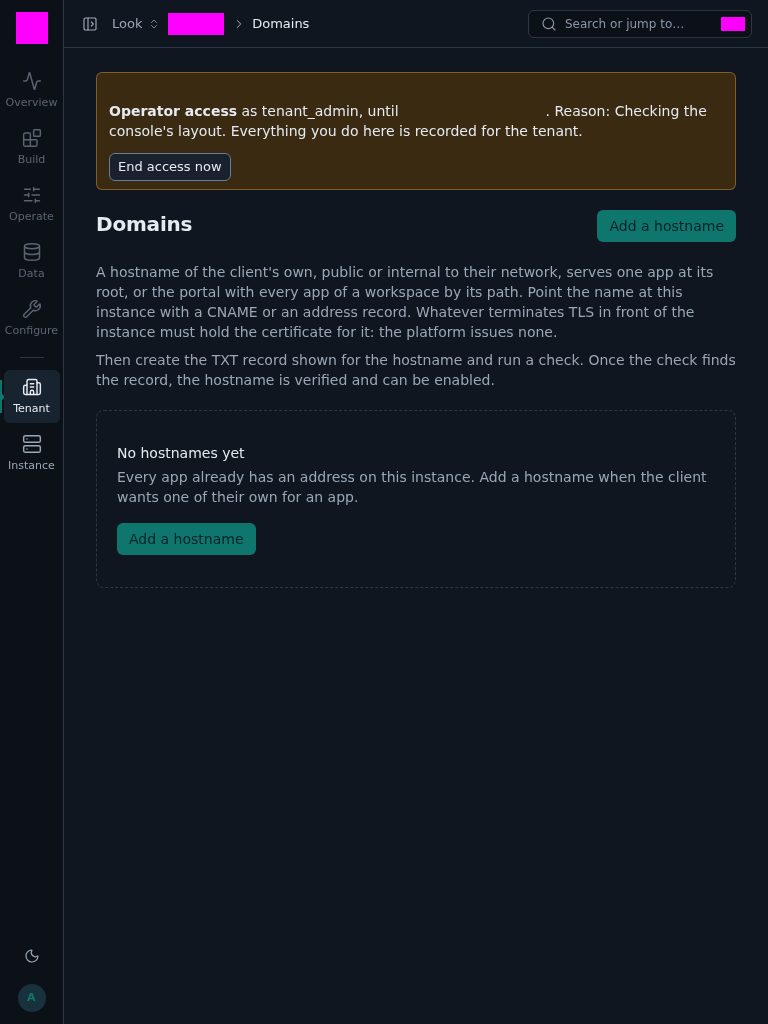 Look
Domains
Search or jump to…
Overview
Build
Operate
Data
Configure
Tenant
Instance
A
Operator access as tenant_admin, until . Reason: Checking the
console's layout. Everything you do here is recorded for the tenant.
End access now
Domains
Add a hostname
A hostname of the client's own, public or internal to their network, serves one app at its
root, or the portal with every app of a workspace by its path. Point the name at this
instance with a CNAME or an address record. Whatever terminates TLS in front of the
instance must hold the certificate for it: the platform issues none.
Then create the TXT record shown for the hostname and run a check. Once the check finds
the record, the hostname is verified and can be enabled.
No hostnames yet
Every app already has an address on this instance. Add a hostname when the client
wants one of their own for an app.
Add a hostname